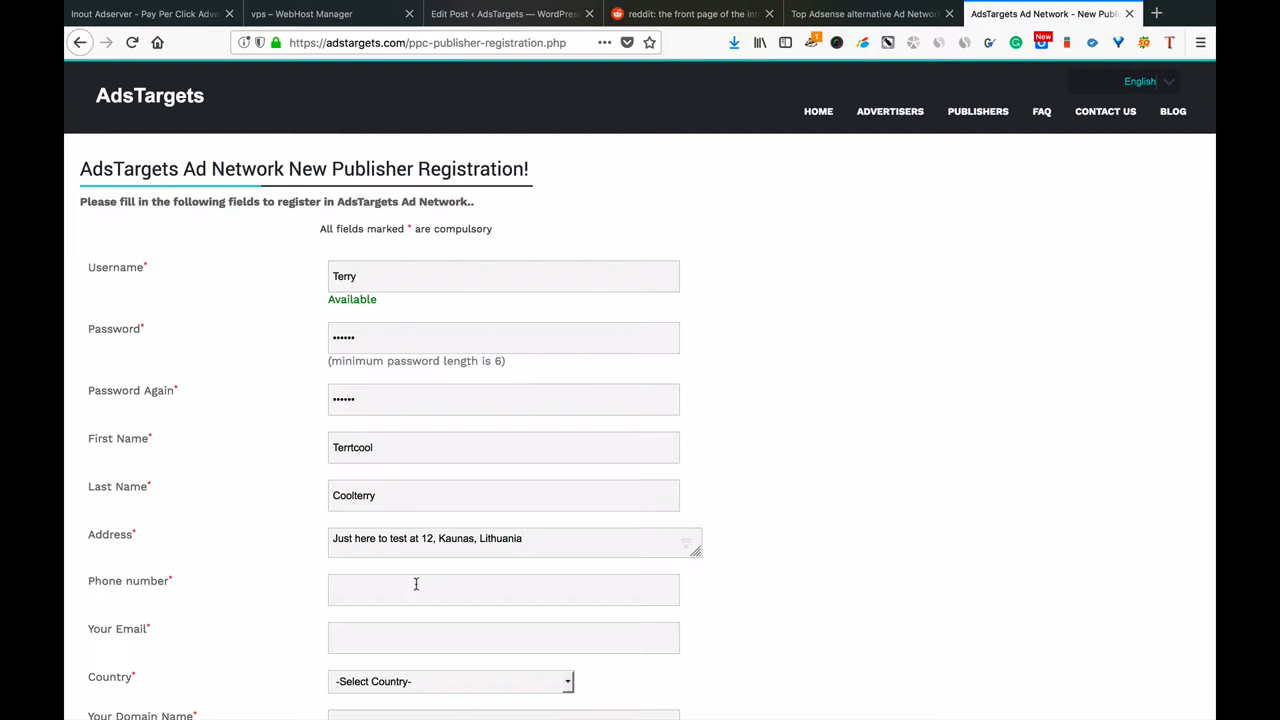 Inout Adserver - Pay Per Click Adve
vps – WebHost Manager
Edit Post ‹ AdsTargets — WordPress
reddit: the front page of the inte
Top Adsense alternative Ad Network
AdsTargets Ad Network - New Publi
https://adstargets.com/ppc-publisher-registration.php
1
New
AdsTargets
English
HOME
ADVERTISERS
PUBLISHERS
FAQ
CONTACT US
BLOG
AdsTargets Ad Network New Publisher Registration!
Please fill in the following fields to register in AdsTargets Ad Network..
All fields marked * are compulsory
Username*
Terry
Available
Password*
••••••
(minimum password length is 6)
Password Again*
••••••
First Name*
Terrtcool
Last Name*
Coolterry
Address*
Just here to test at 12, Kaunas, Lithuania
Phone number*
Your Email*
Country*
-Select Country-
Your Domain Name*